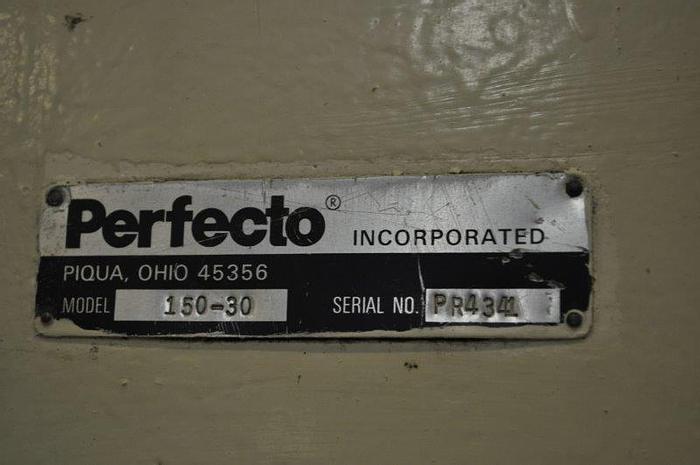 Perfecto® INCORPORATED
PIQUA, OHIO 45356
MODEL 150-30 SERIAL NO. PR4341